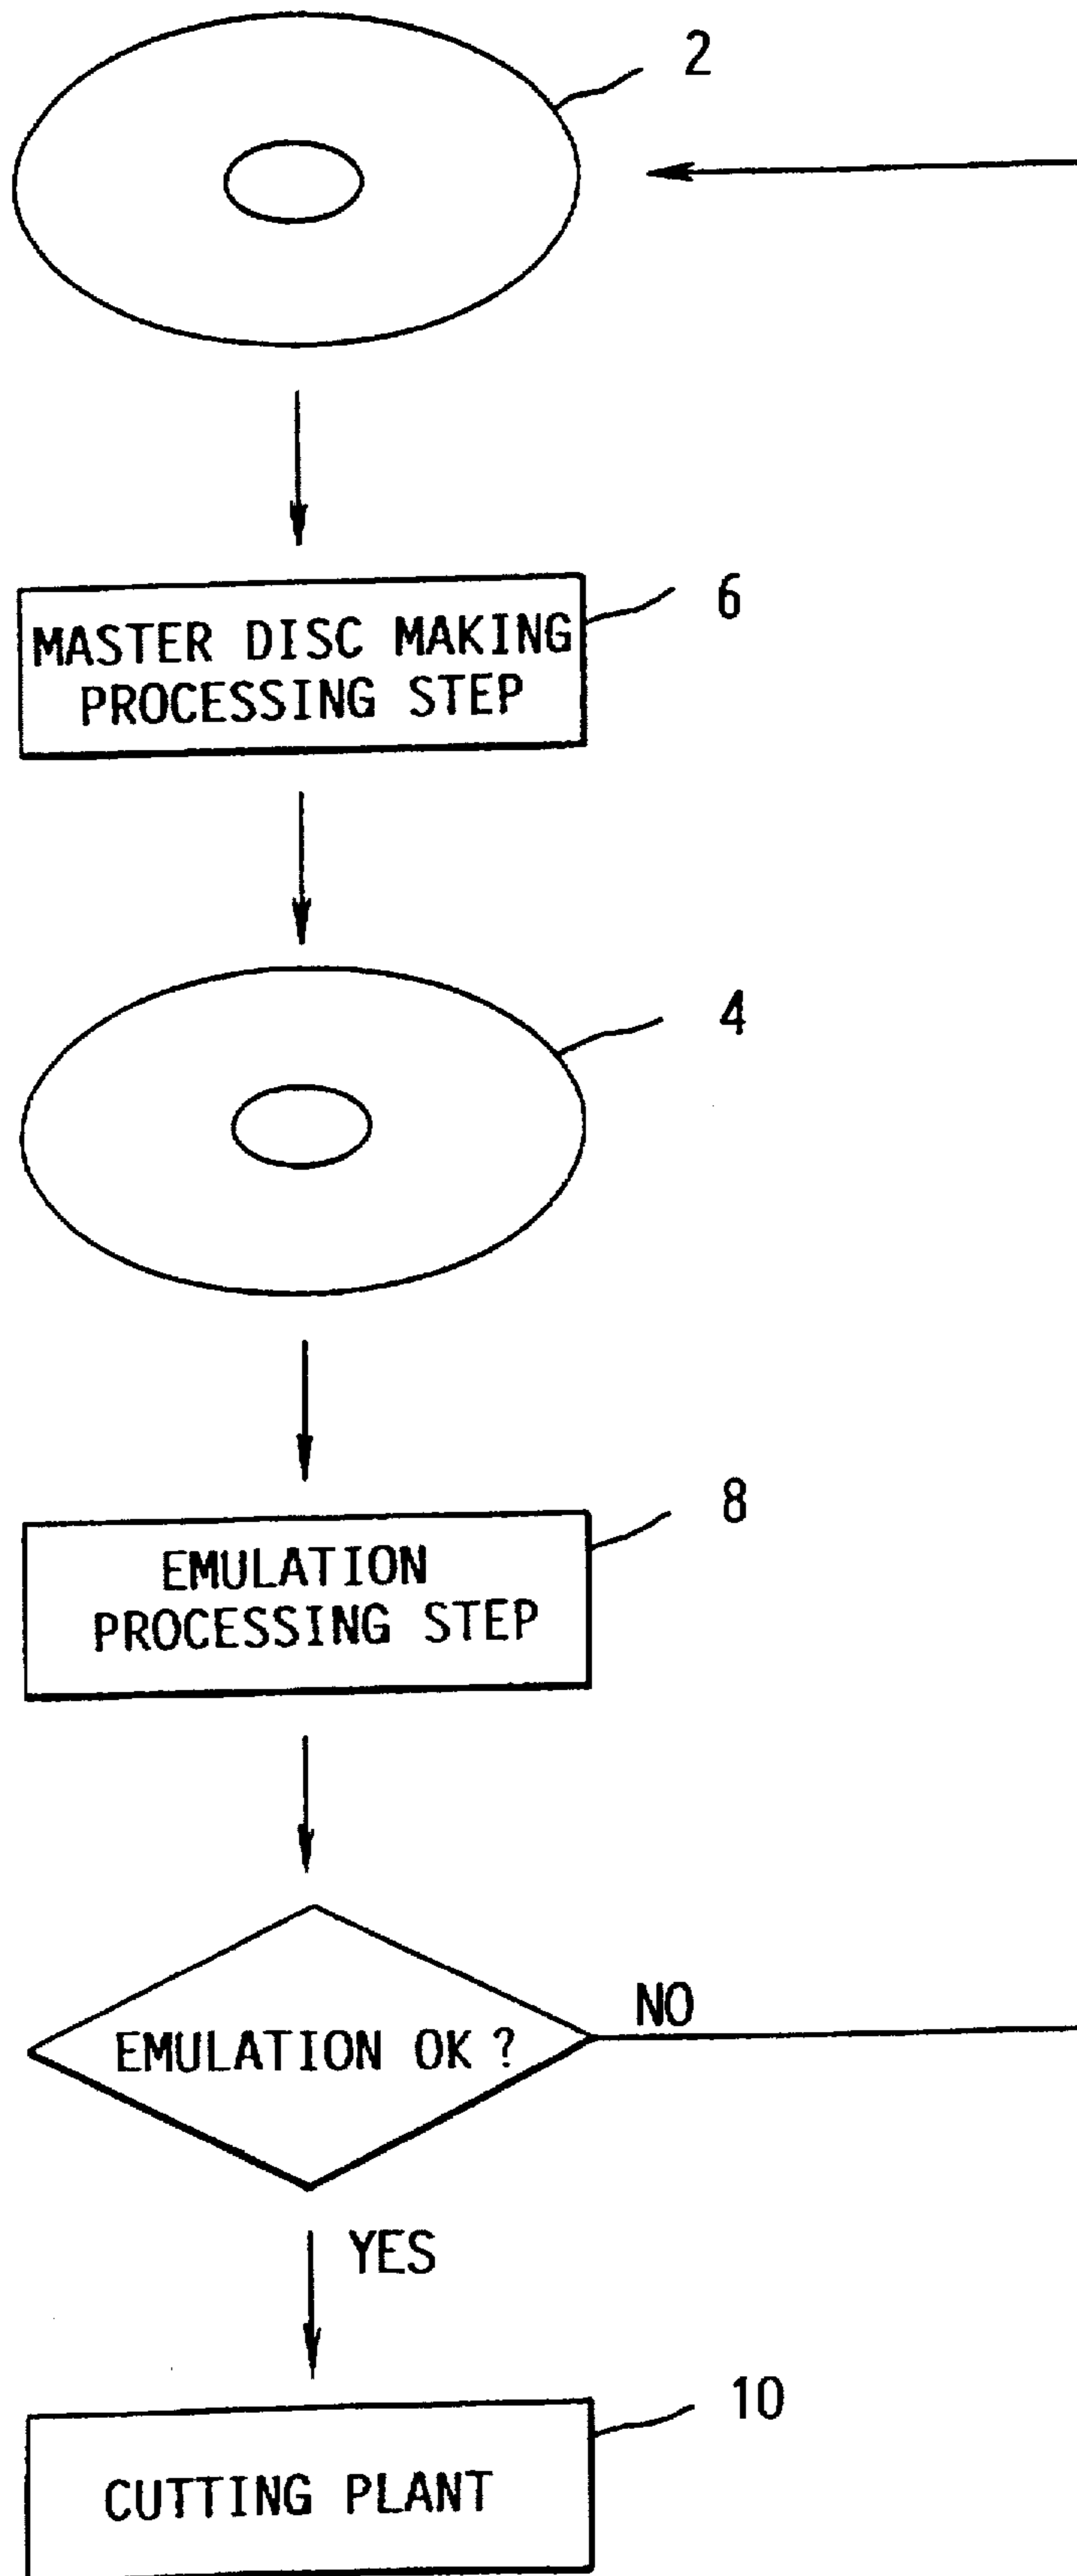 2
6
MASTER DISC MAKING
PROCESSING STEP
4
8
EMULATION
PROCESSING STEP
EMULATION OK ?
NO
YES
10
CUTTING PLANT